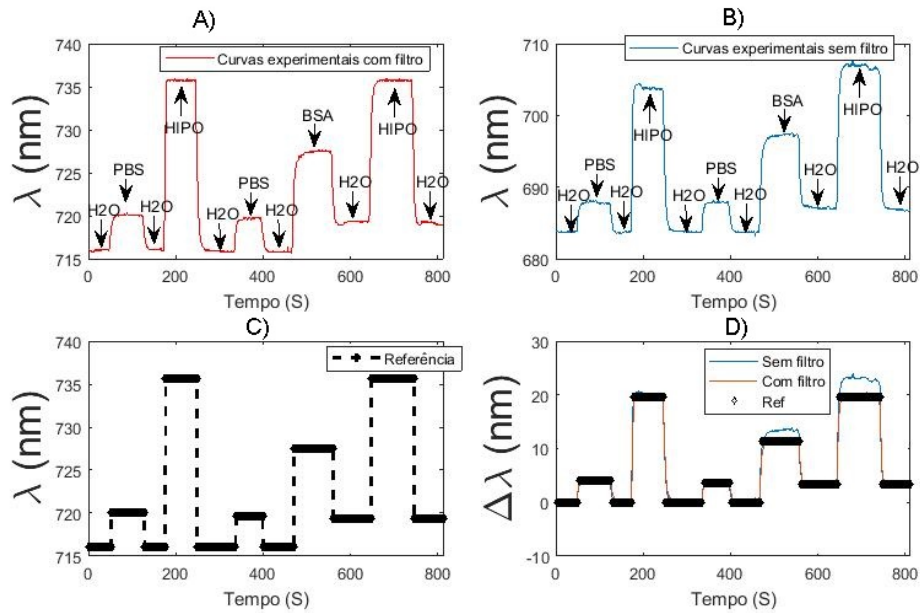 A)
Curvas experimentais com filtro
740
735
730
725
720
715
λ (nm)
H2O
PBS
H2O
HIPO
H2O
PBS
H2O
BSA
H2O
HIPO
H2O
0 200 400 600 800
Tempo (S)
B)
Curvas experimentais sem filtro
710
700
690
680
λ (nm)
H2O
PBS
H2O
HIPO
H2O
PBS
H2O
BSA
H2O
HIPO
H2O
0 200 400 600 800
Tempo (S)
C)
Referência
740
735
730
725
720
715
λ (nm)
0 200 400 600 800
Tempo (S)
D)
Sem filtro
Com filtro
Ref
30
20
10
0
-10
Δλ (nm)
0 200 400 600 800
Tempo (S)